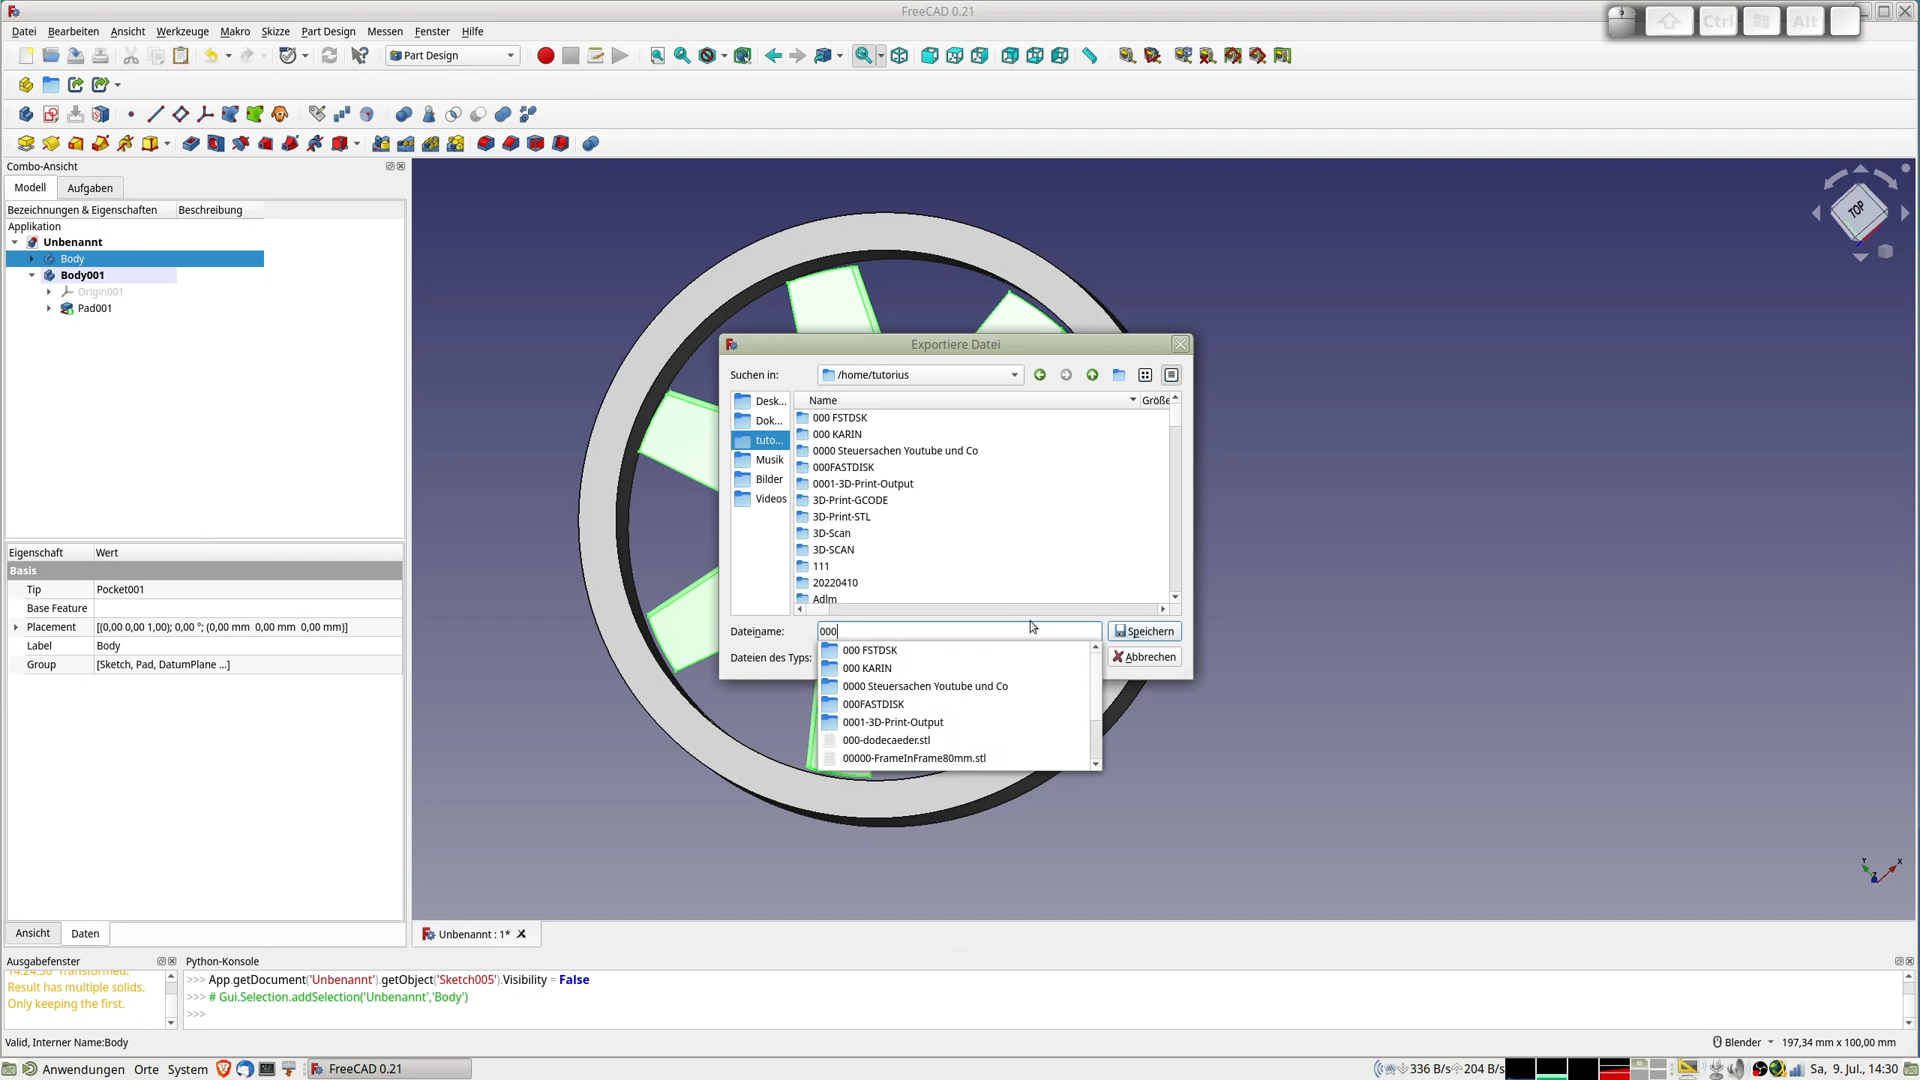 FreeCAD 0.21
Ctrl Alt
Datei Bearbeiten Ansicht Werkzeuge Makro Skizze Part Design Messen Fenster Hilfe
Part Design
Combo-Ansicht
Modell Aufgaben
Bezeichnungen & Eigenschaften Beschreibung
Applikation
Unbenannt
Body
Body001
Origin001
Pad001
TOP
Exportiere Datei
Suchen in: /home/tutorius
Name Größe
Desk...
Dok...
tuto...
Musik
Bilder
Videos
000 FSTDSK
000 KARIN
0000 Steuersachen Youtube und Co
000FASTDISK
0001-3D-Print-Output
3D-Print-GCODE
3D-Print-STL
3D-Scan
3D-SCAN
111
20220410
Adlm
Dateiname: 000 Speichern
Dateien des Typs: Abbrechen
000 FSTDSK
000 KARIN
0000 Steuersachen Youtube und Co
000FASTDISK
0001-3D-Print-Output
000-dodecaeder.stl
00000-FrameInFrame80mm.stl
Eigenschaft Wert
Basis
Tip Pocket001
Base Feature
Placement [(0,00 0,00 1,00); 0,00 °; (0,00 mm 0,00 mm 0,00 mm)]
Label Body
Group [Sketch, Pad, DatumPlane ...]
Y X
Z
Ansicht Daten
Unbenannt : 1*
Ausgabefenster
14:24:30 Transformed:
Result has multiple solids.
Only keeping the first.
Python-Konsole
>>> App.getDocument('Unbenannt').getObject('Sketch005').Visibility = False
>>> # Gui.Selection.addSelection('Unbenannt','Body')
>>>
Valid, Interner Name:Body
Blender 197,34 mm x 100,00 mm
Anwendungen Orte System FreeCAD 0.21
336 B/s 204 B/s Sa, 9. Jul., 14:30